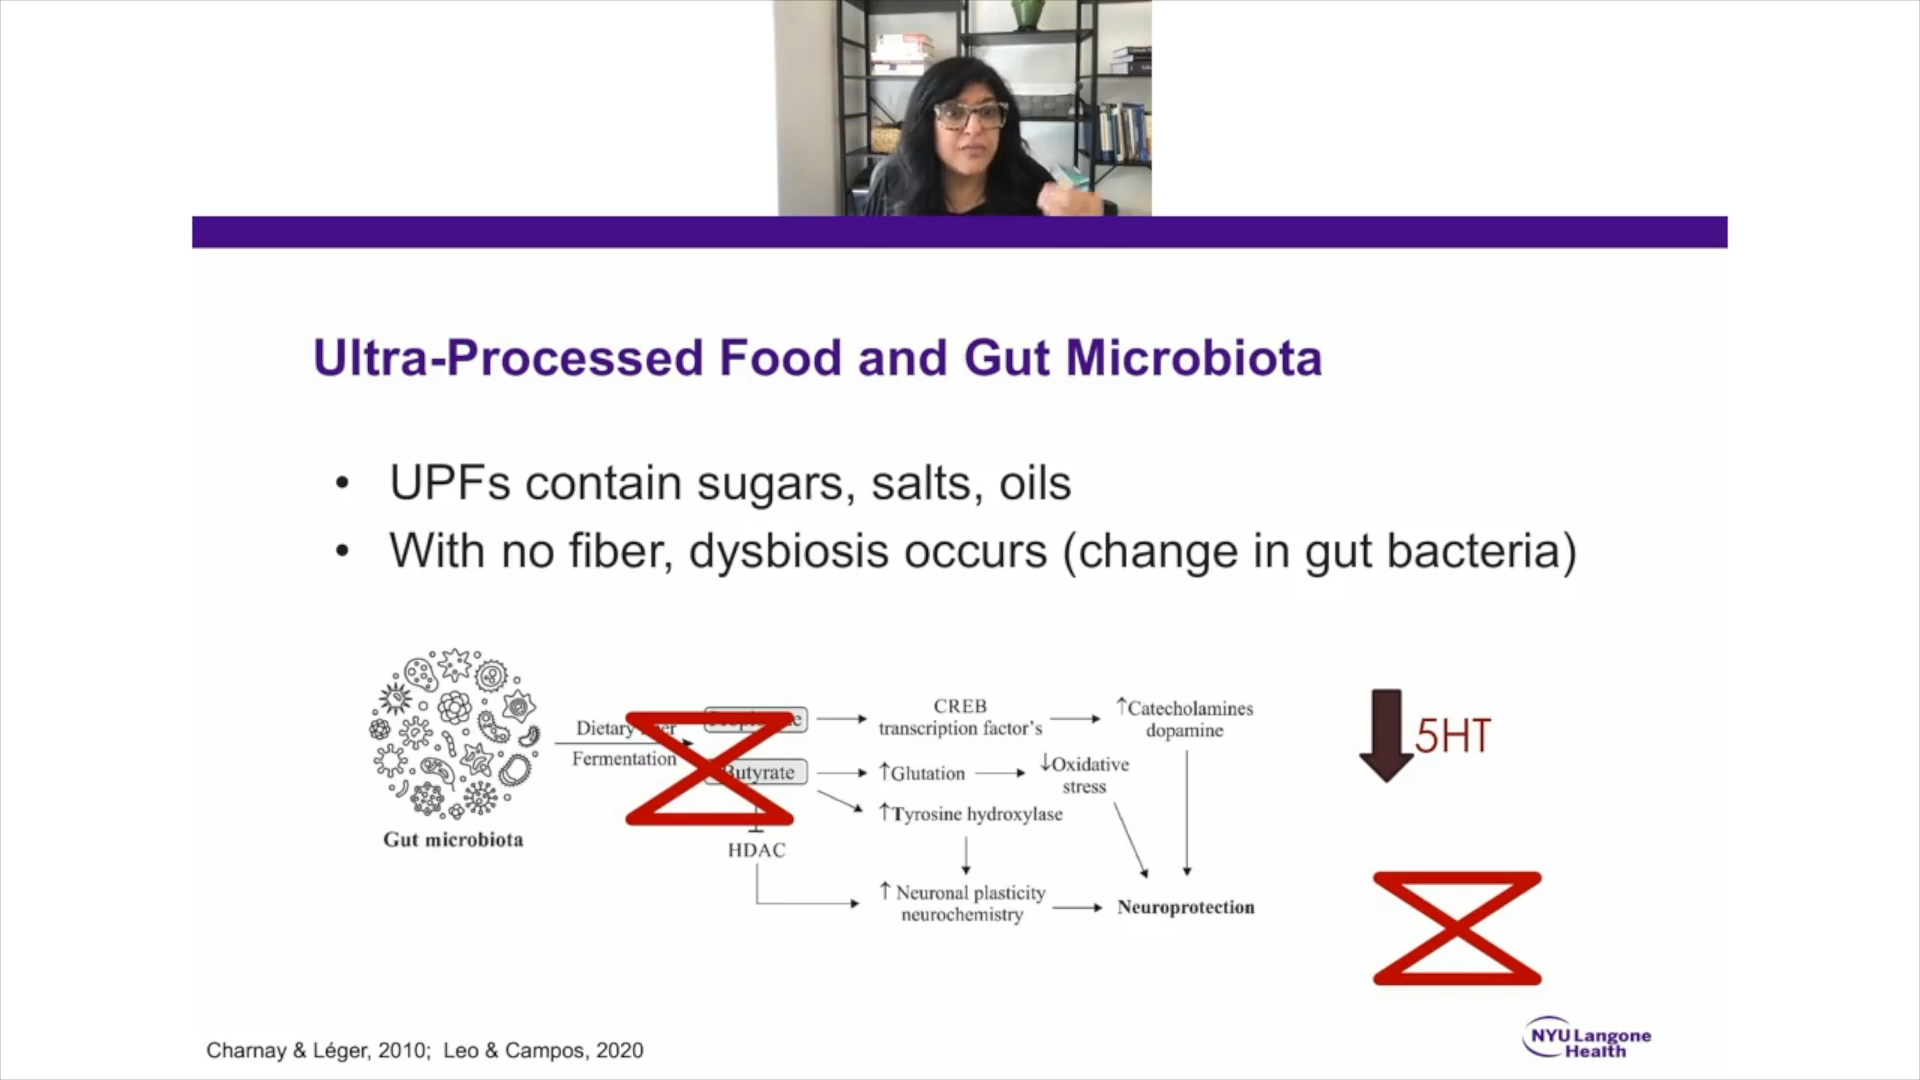 Ultra-Processed Food and Gut Microbiota
• UPFs contain sugars, salts, oils
• With no fiber, dysbiosis occurs (change in gut bacteria)
Gut microbiota
Dietary
Fermentation
Butyrate
HDAC
CREB
transcription factor's
↑Catecholamines
dopamine
↑Glutation
↓Oxidative
stress
↑Tyrosine hydroxylase
↑ Neuronal plasticity
neurochemistry
Neuroprotection
5HT
Charnay & Léger, 2010; Leo & Campos, 2020
NYU Langone
Health